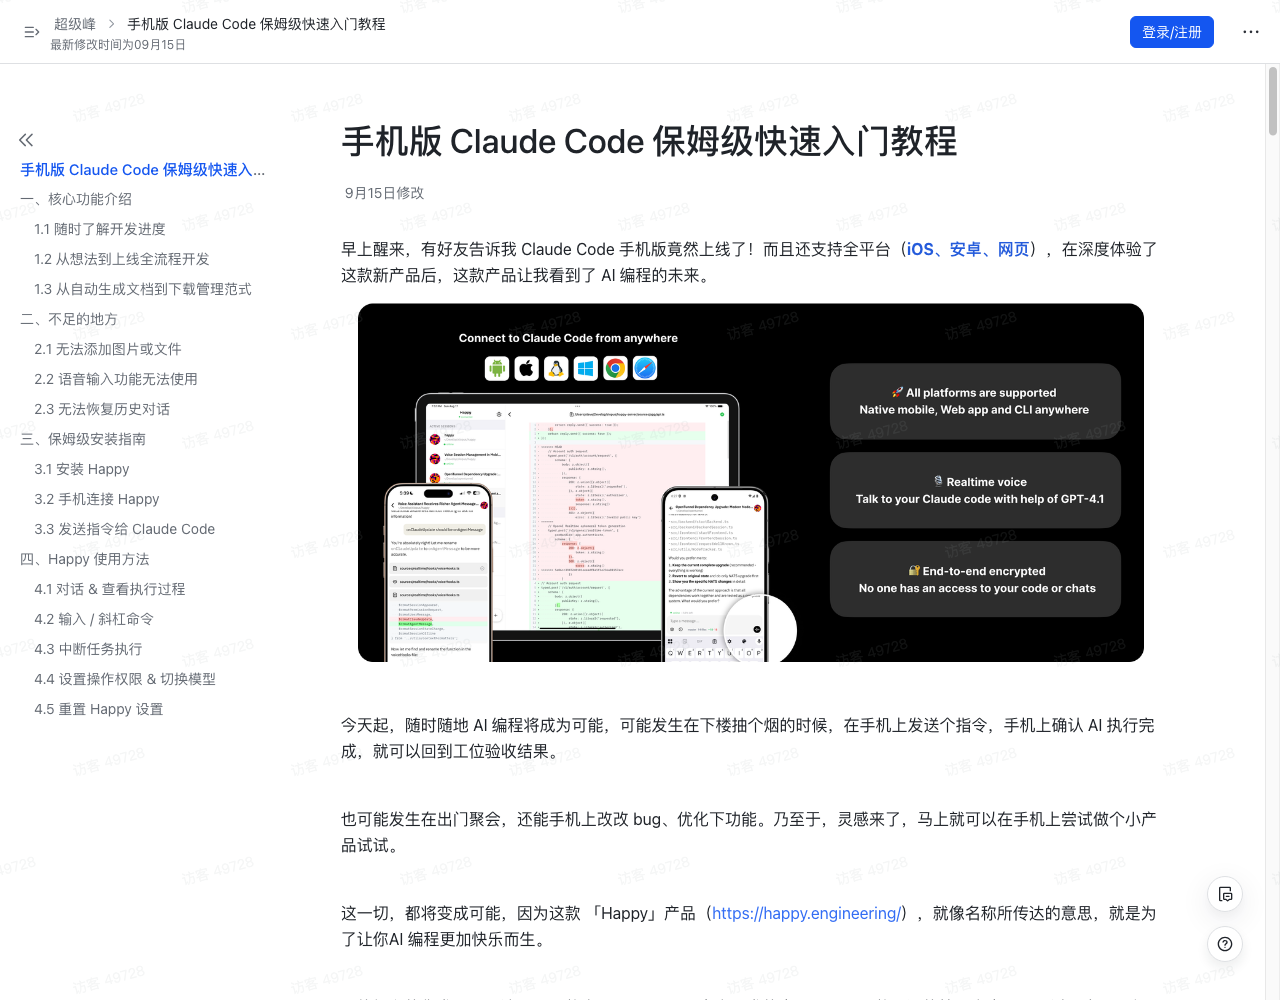 超级峰 > 手机版 Claude Code 保姆级快速入门教程
最新修改时间为09月15日
登录/注册
手机版 Claude Code 保姆级快速入...
一、核心功能介绍
1.1 随时了解开发进度
1.2 从想法到上线全流程开发
1.3 从自动生成文档到下载管理范式
二、不足的地方
2.1 无法添加图片或文件
2.2 语音输入功能无法使用
2.3 无法恢复历史对话
三、保姆级安装指南
3.1 安装 Happy
3.2 手机连接 Happy
3.3 发送指令给 Claude Code
四、Happy 使用方法
4.1 对话 & 查看执行过程
4.2 输入 / 斜杠命令
4.3 中断任务执行
4.4 设置操作权限 & 切换模型
4.5 重置 Happy 设置
手机版 Claude Code 保姆级快速入门教程
9月15日修改
早上醒来，有好友告诉我 Claude Code 手机版竟然上线了！而且还支持全平台（iOS、安卓、网页），在深度体验了
这款新产品后，这款产品让我看到了 AI 编程的未来。
Connect to Claude Code from anywhere
🚀 All platforms are supported
Native mobile, Web app and CLI anywhere
🎙️ Realtime voice
Talk to your Claude code with help of GPT-4.1
🔐 End-to-end encrypted
No one has an access to your code or chats
今天起，随时随地 AI 编程将成为可能，可能发生在下楼抽个烟的时候，在手机上发送个指令，手机上确认 AI 执行完
成，就可以回到工位验收结果。
也可能发生在出门聚会，还能手机上改改 bug、优化下功能。乃至于，灵感来了，马上就可以在手机上尝试做个小产
品试试。
这一切，都将变成可能，因为这款 「Happy」产品（https://happy.engineering/），就像名称所传达的意思，就是为
了让你AI 编程更加快乐而生。
访客 49728